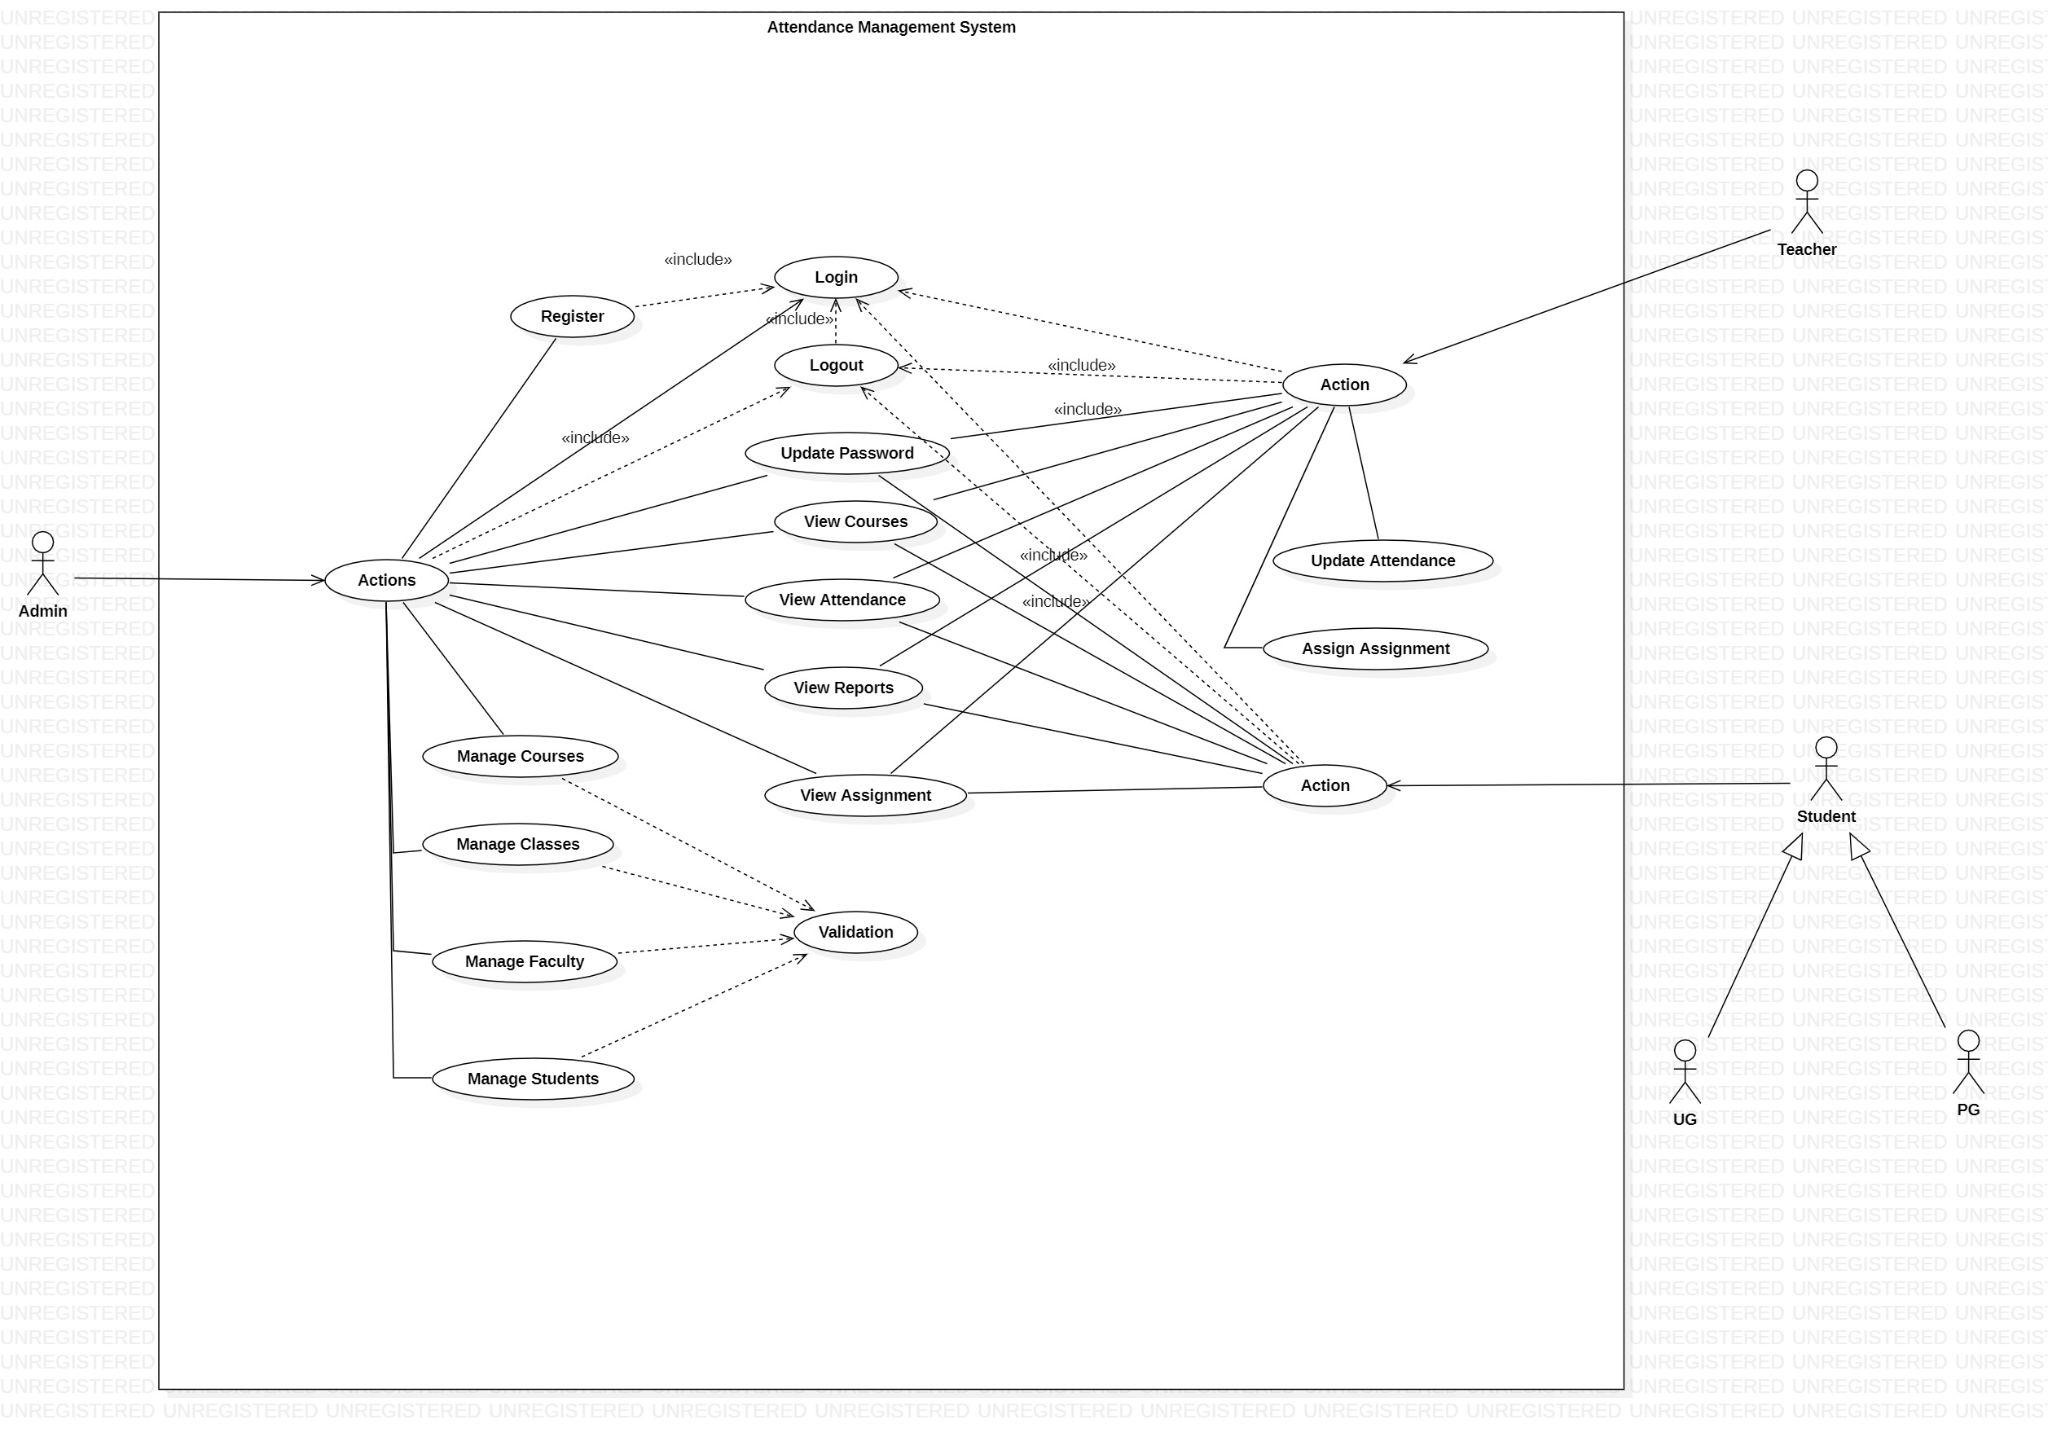 Attendance Management System
Teacher
«include»
Login
Register
«include»
Logout
«include»
Action
«include»
«include»
Update Password
View Courses
«include»
Update Attendance
Admin
Actions
View Attendance
«include»
Assign Assignment
View Reports
Manage Courses
View Assignment
Action
Student
Manage Classes
Validation
Manage Faculty
Manage Students
UG
PG
UNREGISTERED